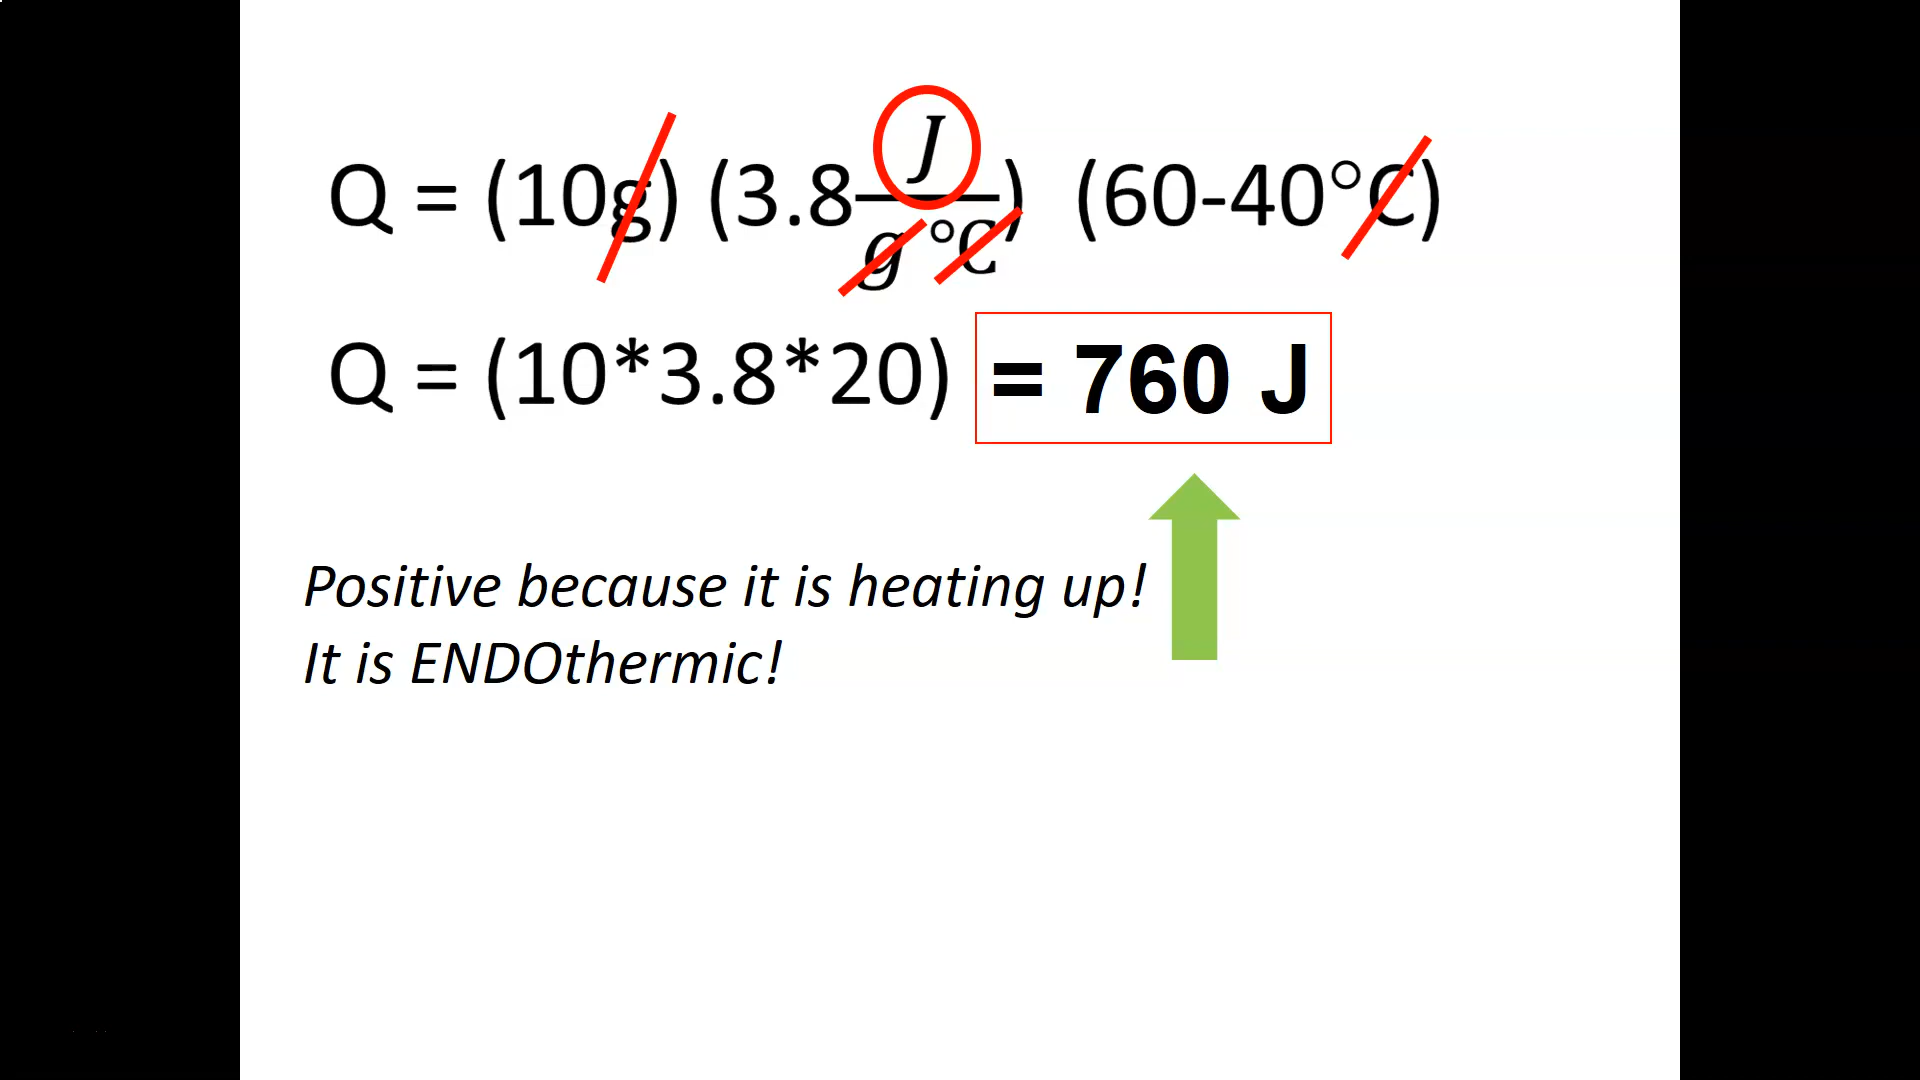 Q = (10g) (3.8 J/g °C) (60-40°C)
Q = (10*3.8*20) = 760 J
Positive because it is heating up!
It is ENDOthermic!